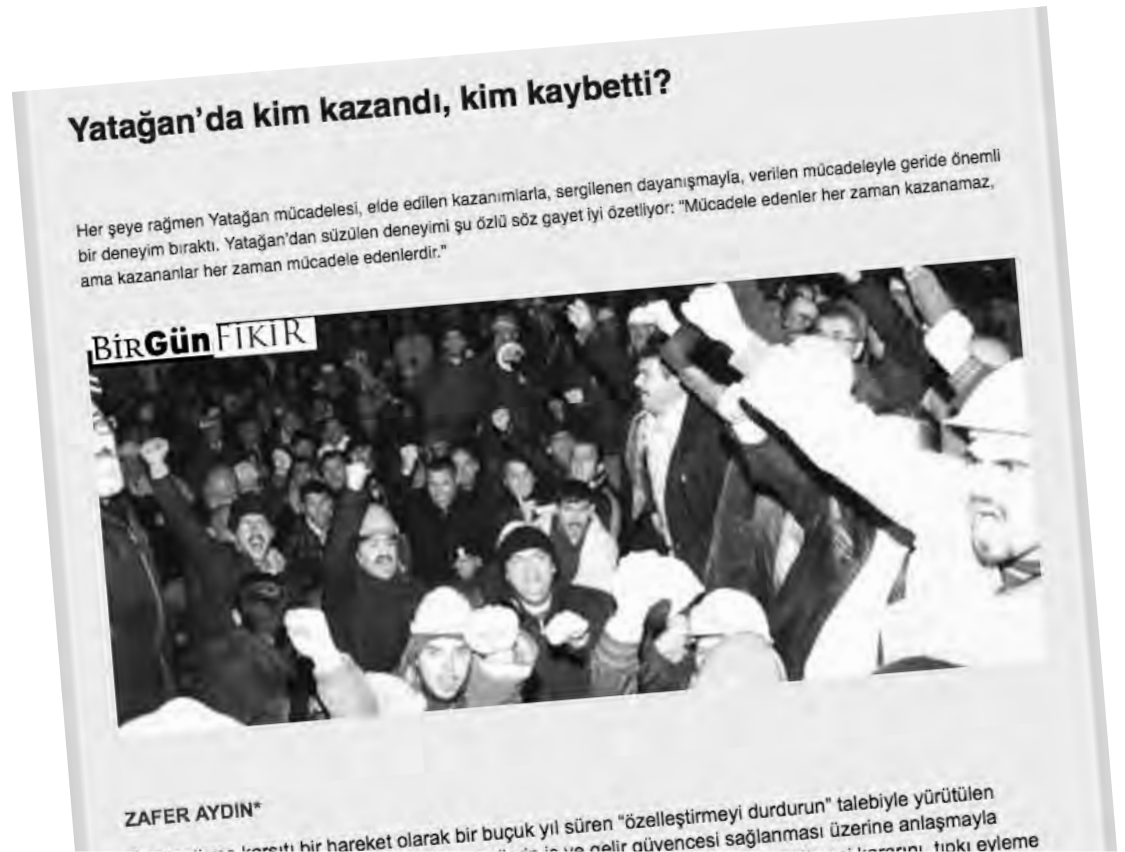 Yatağan'da kim kazandı, kim kaybetti?
Her şeye rağmen Yatağan mücadelesi, elde edilen kazanımlarla, sergilenen dayanışmayla, verilen mücadeleyle geride önemli
bir deneyim bıraktı. Yatağan'dan süzülen deneyimi şu özlü söz gayet iyi özetliyor: "Mücadele edenler her zaman kazanamaz,
ama kazananlar her zaman mücadele edenlerdir."
BİRGün FİKİR
ZAFER AYDIN*
karşıtı bir hareket olarak bir buçuk yıl süren "özelleştirmeyi durdurun" talebiyle yürütülen
iş ve gelir güvencesi sağlanması üzerine anlaşmayla
kararını, tıpkı eyleme